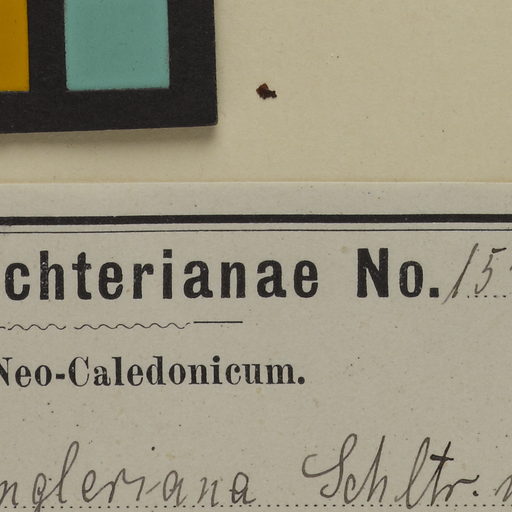 chterianae No. 15
Neo-Caledonicum.
ngleriana Schltr. n